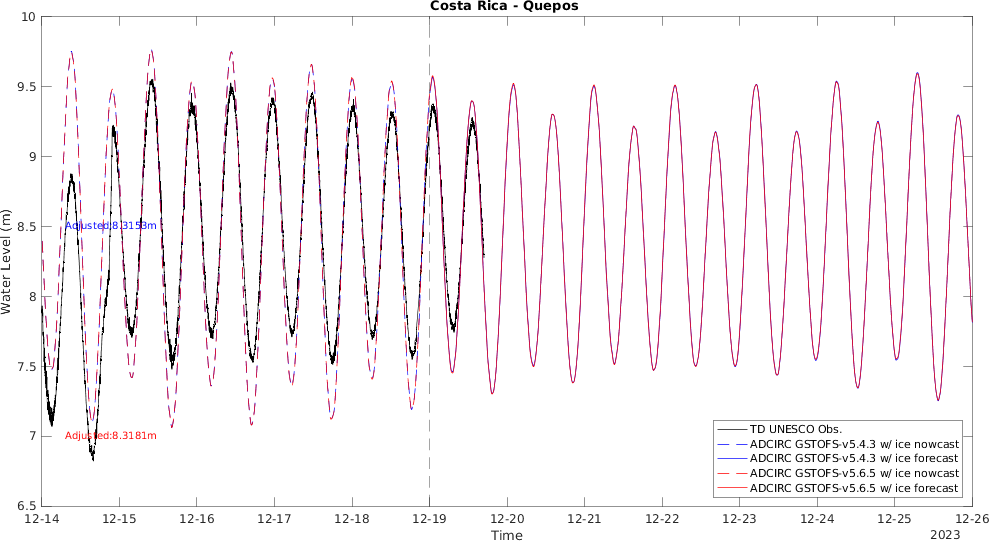 Costa Rica - Quepos
10
9.5
9
8.5
8
7.5
7
6.5
Water Level (m)
Adjusted:8.3153m
Adjusted:8.3181m
TD UNESCO Obs.
ADCIRC GSTOFS-v5.4.3 w/ ice nowcast
ADCIRC GSTOFS-v5.4.3 w/ ice forecast
ADCIRC GSTOFS-v5.6.5 w/ ice nowcast
ADCIRC GSTOFS-v5.6.5 w/ ice forecast
12-14 12-15 12-16 12-17 12-18 12-19 12-20 12-21 12-22 12-23 12-24 12-25 12-26
Time
2023